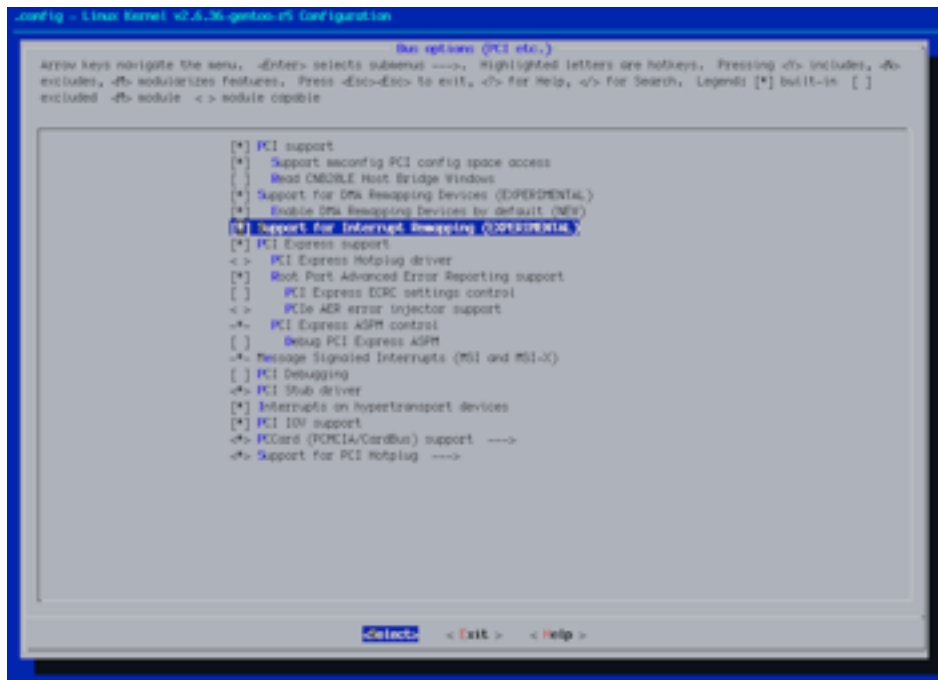 .config - Linux Kernel v2.6.36-gentoo-r5 Configuration
Bus options (PCI etc.)
Arrow keys navigate the menu. <Enter> selects submenus --->. Highlighted letters are hotkeys. Pressing <Y> includes, <N>
excludes, <M> modularizes features. Press <Esc><Esc> to exit, <?> for Help, </> for Search. Legend: [*] built-in [ ]
excluded <M> module < > module capable
[*] PCI support
[*] Support mmconfig PCI config space access
[ ] Read CNB20LE Host Bridge Windows
[*] Support for DMA Remapping Devices (EXPERIMENTAL)
[*] Enable DMA Remapping Devices by default (NEW)
[*] Support for Interrupt Remapping (EXPERIMENTAL)
[*] PCI Express support
< > PCI Express Hotplug driver
[*] Root Port Advanced Error Reporting support
[ ] PCI Express ECRC settings control
< > PCIe AER error injector support
-*- PCI Express ASPM control
[ ] Debug PCI Express ASPM
-*- Message Signaled Interrupts (MSI and MSI-X)
[ ] PCI Debugging
<*> PCI Stub driver
[*] Interrupts on hypertransport devices
[*] PCI IOV support
<*> PCCard (PCMCIA/CardBus) support --->
<*> Support for PCI Hotplug --->
<Select> < Exit > < Help >